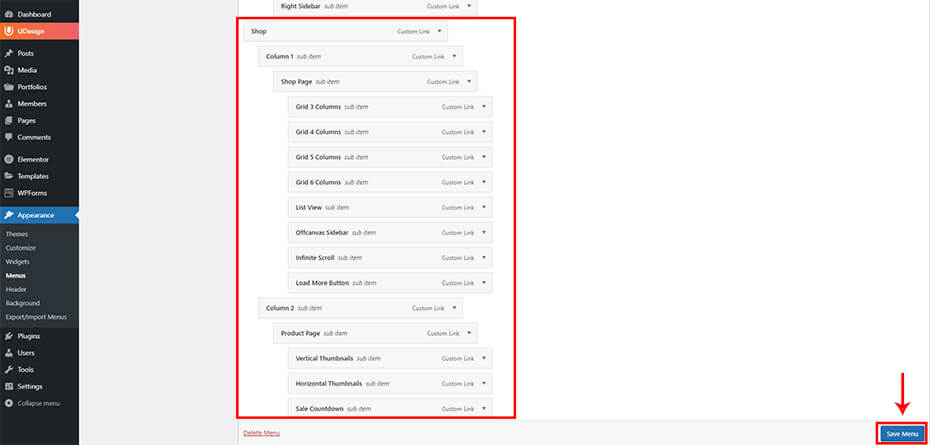 Dashboard
UDesign
Posts
Media
Portfolios
Members
Pages
Comments
Elementor
Templates
WPForms
Appearance
Themes
Customize
Widgets
Menus
Header
Background
Export/Import Menus
Plugins
Users
Tools
Settings
Collapse menu
Right Sidebar sub item Custom Link
Shop Custom Link
Column 1 sub item Custom Link
Shop Page sub item Custom Link
Grid 3 Columns sub item Custom Link
Grid 4 Columns sub item Custom Link
Grid 5 Columns sub item Custom Link
Grid 6 Columns sub item Custom Link
List View sub item Custom Link
Offcanvas Sidebar sub item Custom Link
Infinite Scroll sub item Custom Link
Load More Button sub item Custom Link
Column 2 sub item Custom Link
Product Page sub item Custom Link
Vertical Thumbnails sub item Custom Link
Horizontal Thumbnails sub item Custom Link
Sale Countdown sub item Custom Link
Delete Menu
Save Menu